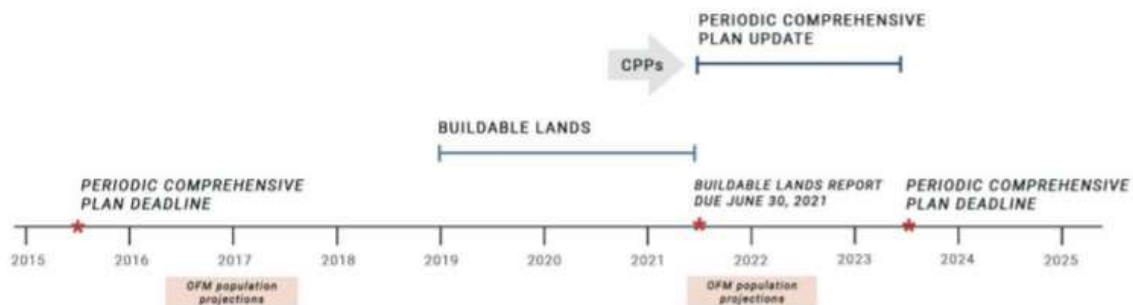 PERIODIC COMPREHENSIVE
PLAN UPDATE
CPPs
BUILDABLE LANDS
PERIODIC COMPREHENSIVE
PLAN DEADLINE
BUILDABLE LANDS REPORT
DUE JUNE 30, 2021
PERIODIC COMPREHENSIVE
PLAN DEADLINE
2015 2016 2017 2018 2019 2020 2021 2022 2023 2024 2025
OFM population
projections
OFM population
projections